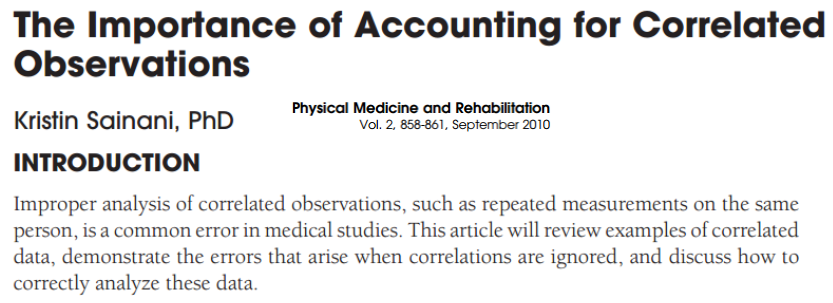 The Importance of Accounting for Correlated
Observations
Kristin Sainani, PhD
Physical Medicine and Rehabilitation
Vol. 2, 858-861, September 2010
INTRODUCTION
Improper analysis of correlated observations, such as repeated measurements on the same
person, is a common error in medical studies. This article will review examples of correlated
data, demonstrate the errors that arise when correlations are ignored, and discuss how to
correctly analyze these data.